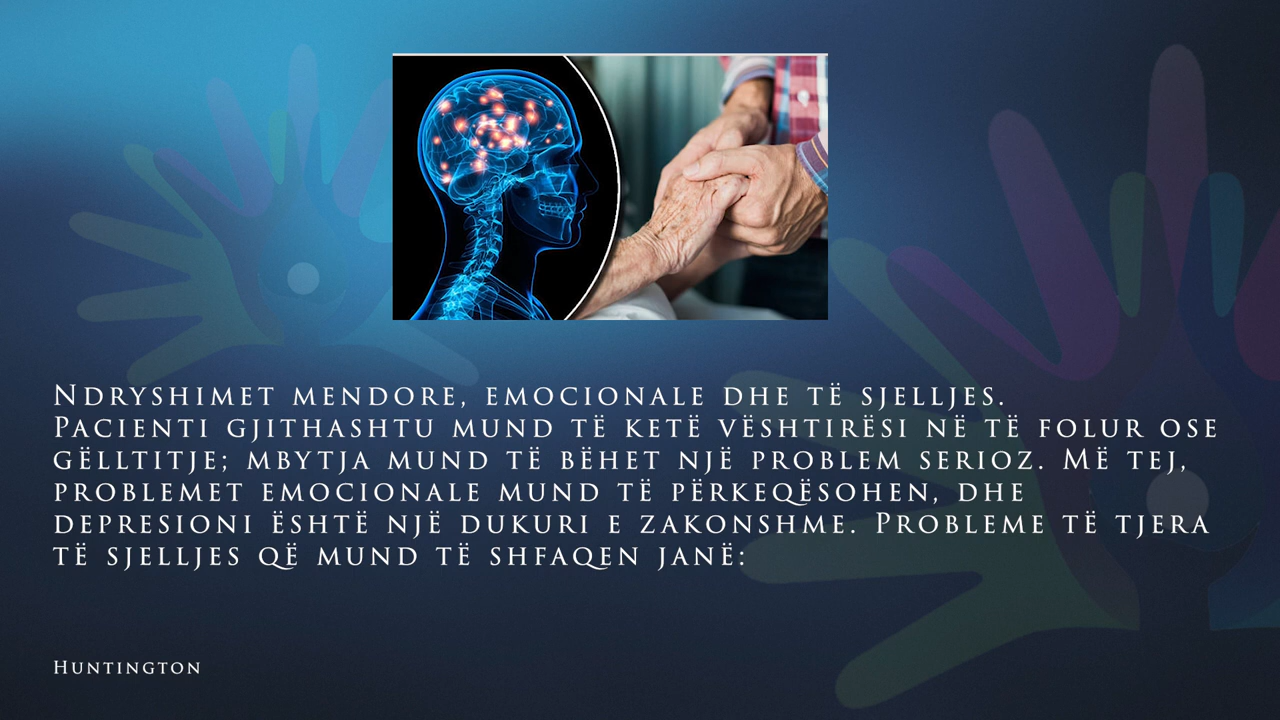 Ndryshimet mendore, emocionale dhe të sjelljes.
Pacienti gjithashtu mund të ketë vështirësi në të folur ose
gëlltitje; mbytja mund të bëhet një problem serioz. Më tej,
problemet emocionale mund të përkeqësohen, dhe
depresioni është një dukuri e zakonshme. Probleme të tjera
të sjelljes që mund të shfaqen janë:
Huntington